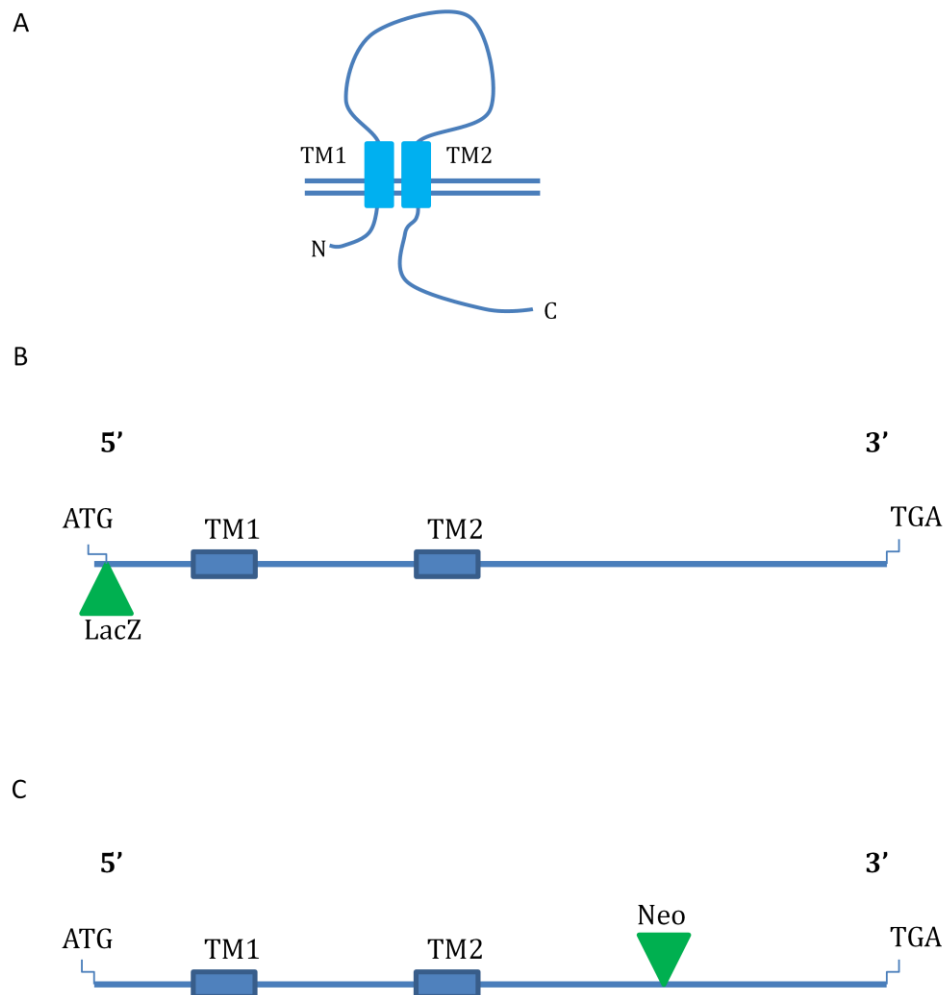 A
TM1 TM2
N
C
B
5’ 3’
ATG TM1 TM2 TGA
LacZ
C
5’ 3’
Neo
ATG TM1 TM2 TGA